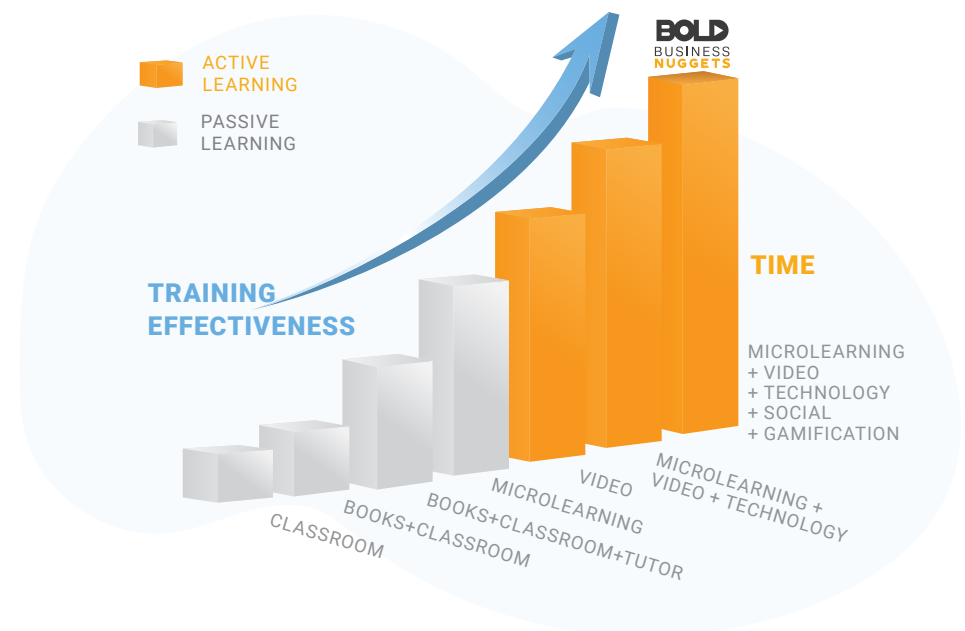 BOLD
BUSINESS
NUGGETS
ACTIVE
LEARNING
PASSIVE
LEARNING
TRAINING
EFFECTIVENESS
TIME
MICROLEARNING
+ VIDEO
+ TECHNOLOGY
+ SOCIAL
+ GAMIFICATION
CLASSROOM
BOOKS+CLASSROOM
BOOKS+CLASSROOM+TUTOR
MICROLEARNING
VIDEO
MICROLEARNING +
VIDEO + TECHNOLOGY